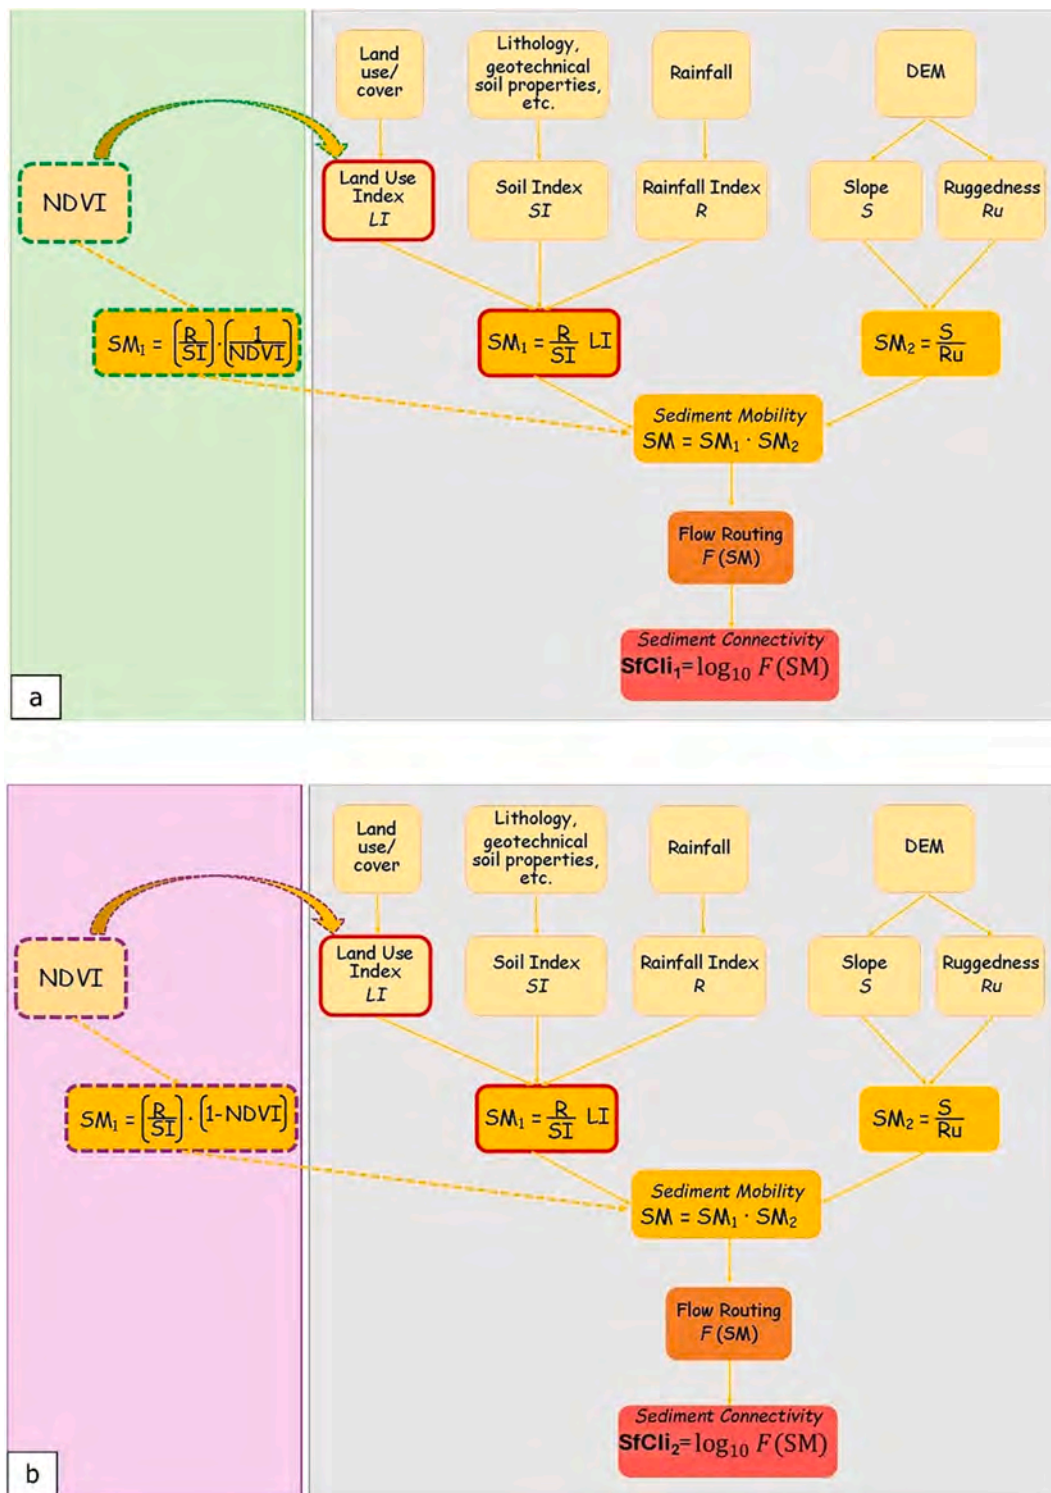 Land
use/
cover
Lithology,
geotechnical
soil properties,
etc.
Rainfall
DEM
NDVI
Land Use
Index
LI
Soil Index
SI
Rainfall Index
R
Slope
S
Ruggedness
Ru
SM₁ = (R/SI) · (1/NDVI)
SM₁ = R/SI LI
SM₂ = S/Ru
Sediment Mobility
SM = SM₁ · SM₂
Flow Routing
F (SM)
Sediment Connectivity
SfCli₁=log₁₀ F(SM)
a
Land
use/
cover
Lithology,
geotechnical
soil properties,
etc.
Rainfall
DEM
NDVI
Land Use
Index
LI
Soil Index
SI
Rainfall Index
R
Slope
S
Ruggedness
Ru
SM₁ = (R/SI) · (1-NDVI)
SM₁ = R/SI LI
SM₂ = S/Ru
Sediment Mobility
SM = SM₁ · SM₂
Flow Routing
F (SM)
Sediment Connectivity
SfCli₂=log₁₀ F(SM)
b